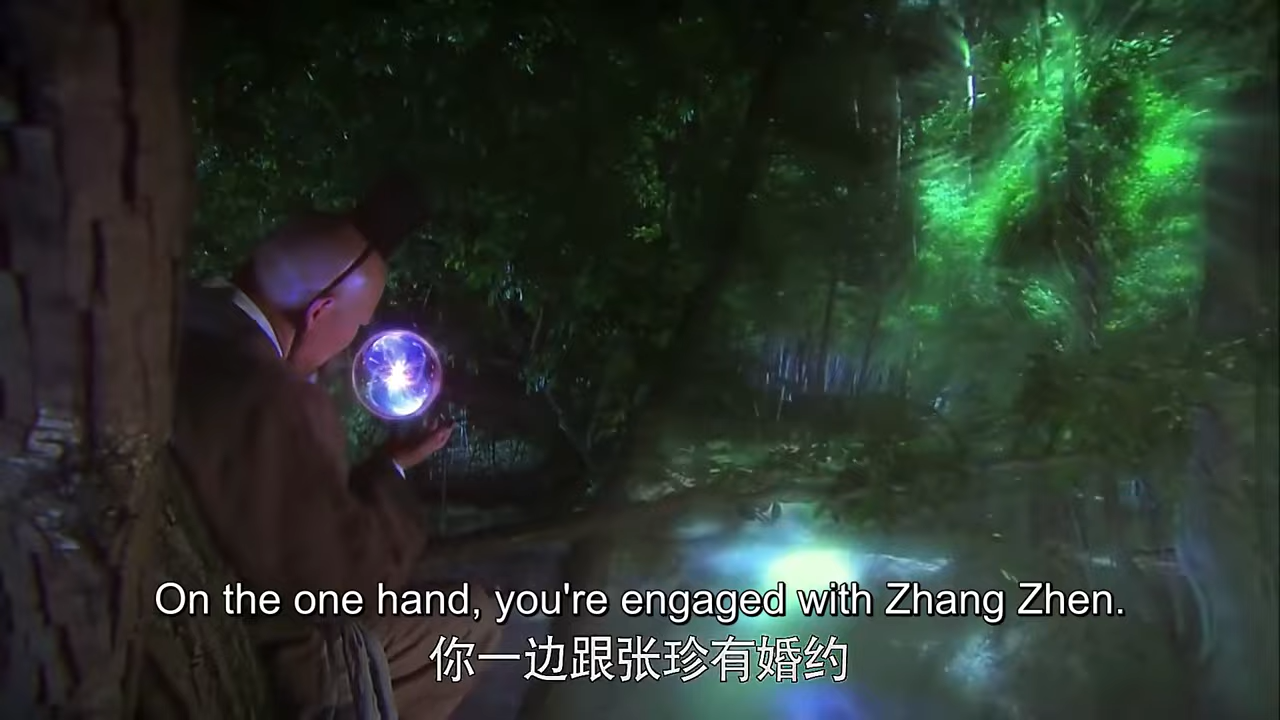 On the one hand, you're engaged with Zhang Zhen.
你一边跟张珍有婚约